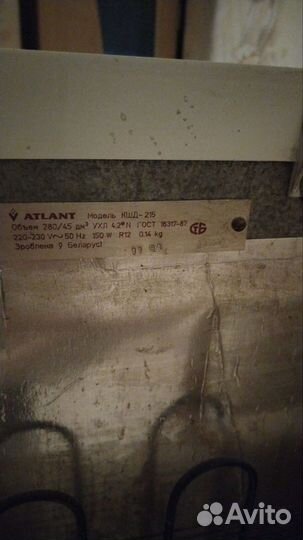 ATLANT Модель КШД-215
Объем 280/45 дм³ УХЛ 4.2* N ГОСТ 16317-87
220-230 V~50 Hz 150 W R12 0.14 kg
Зроблена ў Беларусі
Avito